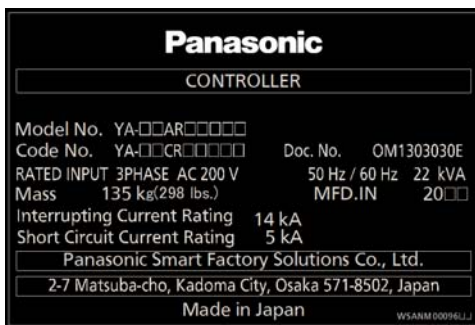 Panasonic
CONTROLLER
Model No. YA-□□AR□□□□□
Code No. YA-□□CR□□□□□ Doc. No. OM1303030E
RATED INPUT 3PHASE AC 200 V 50 Hz / 60 Hz 22 kVA
Mass 135 kg(298 lbs.) MFD.IN 20□□
Interrupting Current Rating 14 kA
Short Circuit Current Rating 5 kA
Panasonic Smart Factory Solutions Co., Ltd.
2-7 Matsuba-cho, Kadoma City, Osaka 571-8502, Japan
Made in Japan
WSANM00096□□